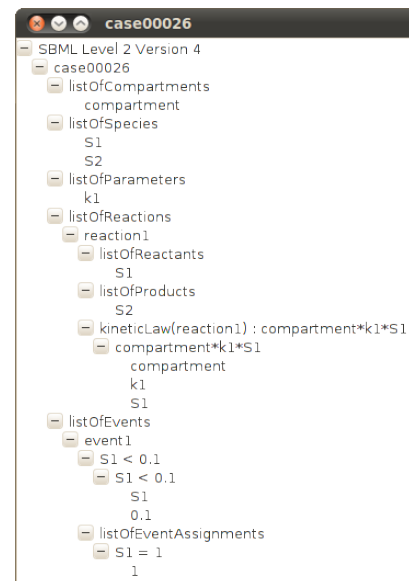 case00026
SBML Level 2 Version 4
case00026
listOfCompartments
compartment
listOfSpecies
S1
S2
listOfParameters
k1
listOfReactions
reaction1
listOfReactants
S1
listOfProducts
S2
kineticLaw(reaction1) : compartment*k1*S1
compartment*k1*S1
compartment
k1
S1
listOfEvents
event1
S1 < 0.1
S1 < 0.1
S1
0.1
listOfEventAssignments
S1 = 1
1